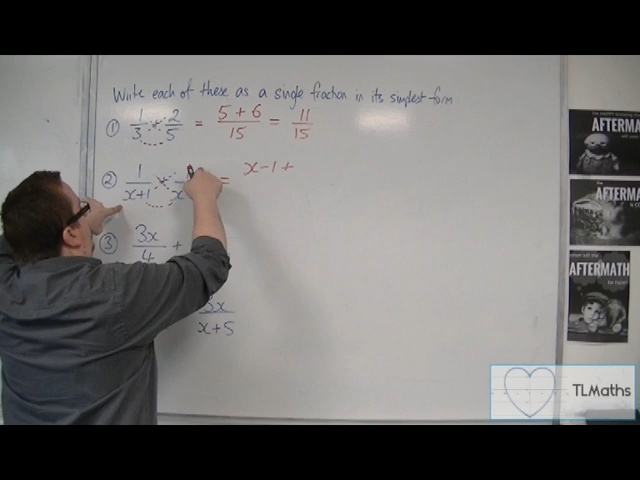 Write each of these as a single fraction in its simplest form
① 1/3 + 2/5 = 5+6/15 = 11/15
② 1/x+1 + x = x-1+
③ 3x/4 +
3x/x+5
AFTERMATH
AFTERMATH
AFTERMATH
TLMaths